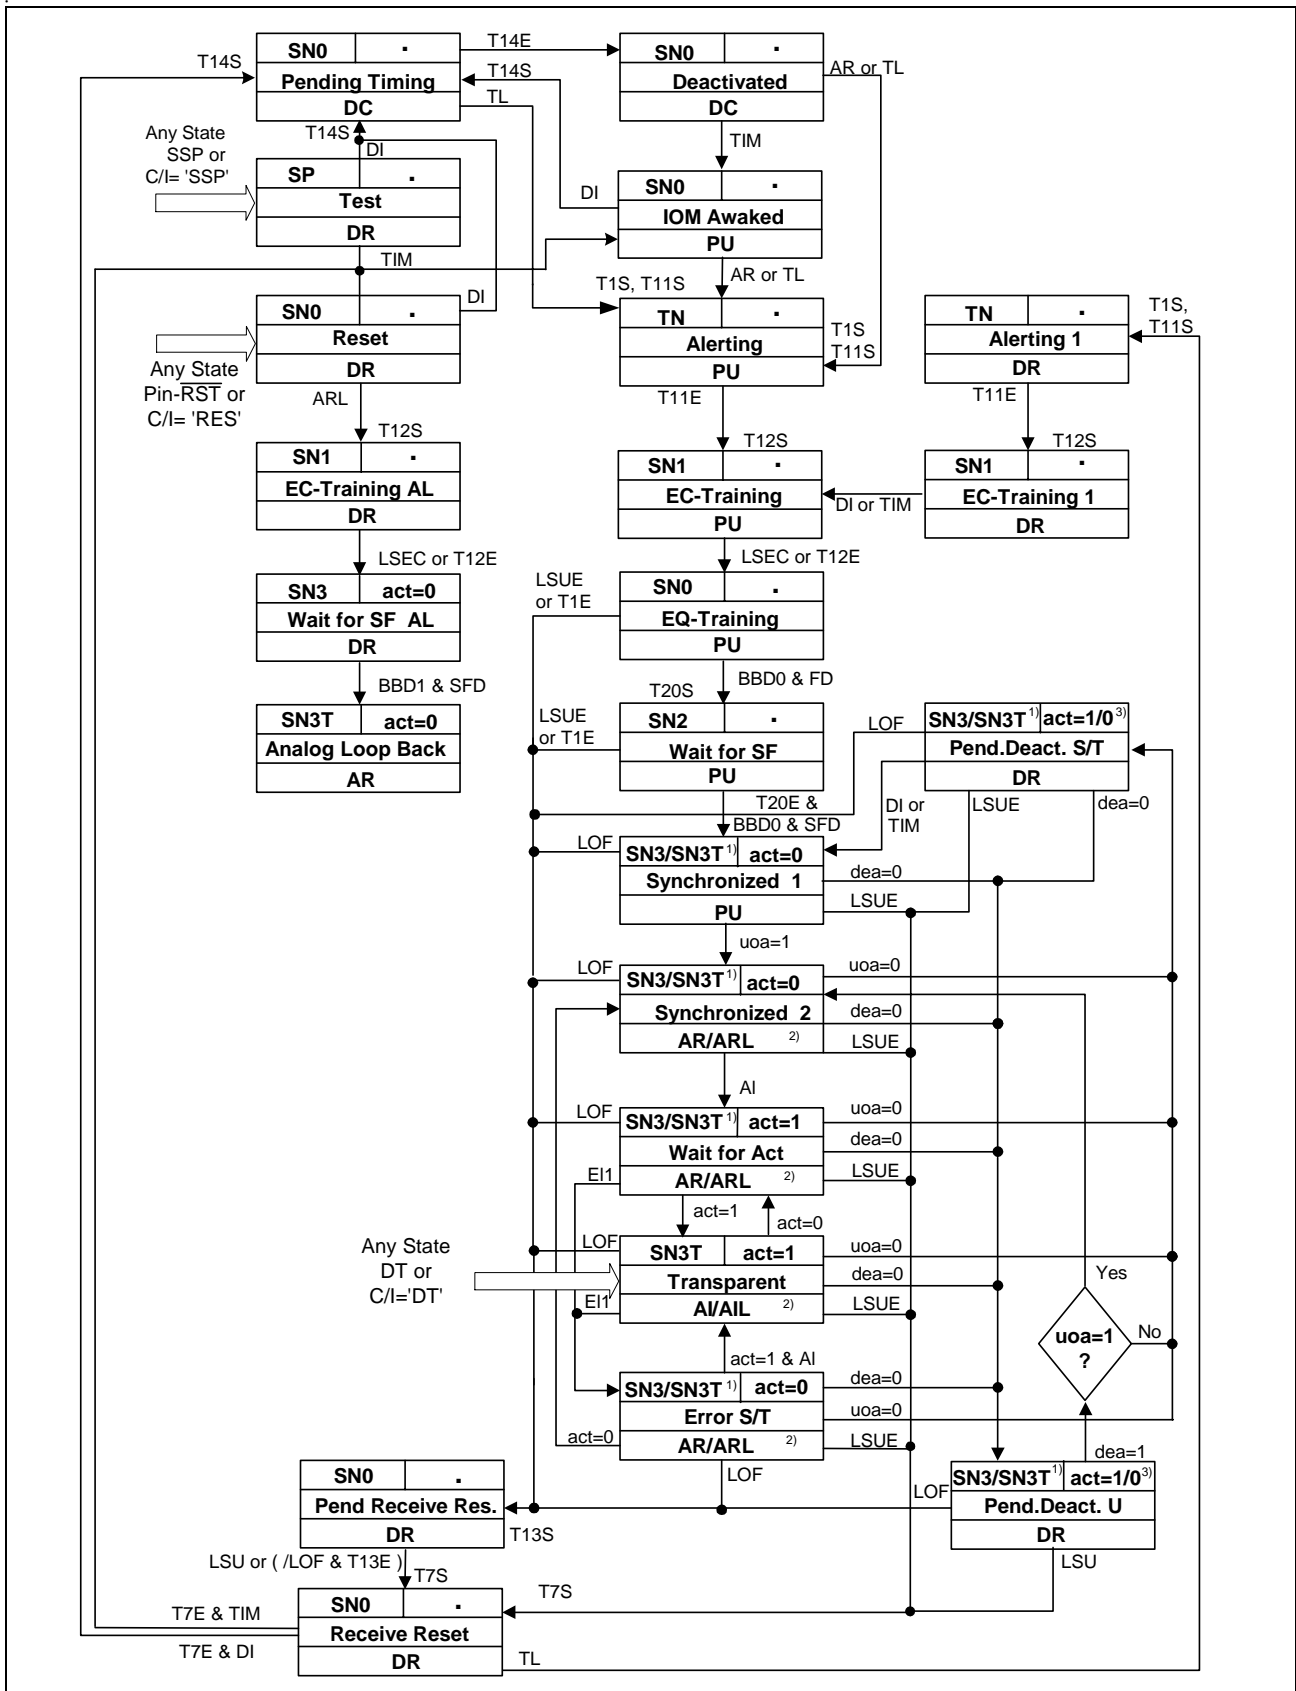 T14S
SN0 .
Pending Timing
DC
T14E
T14S
TL
SN0 .
Deactivated
DC
AR or TL
Any State
SSP or
C/I= 'SSP'
T14S
DI
SP .
Test
DR
TIM
DI
TIM
SN0 .
IOM Awaked
PU
AR or TL
T1S, T11S
DI
SN0 .
Reset
DR
Any State
Pin-RST or
C/I= 'RES'
ARL
T12S
TN .
Alerting
PU
T1S
T11S
T11E
T12S
TN .
Alerting 1
DR
T1S,
T11S
T11E
T12S
SN1 .
EC-Training AL
DR
LSEC or T12E
SN1 .
EC-Training
PU
DI or TIM
SN1 .
EC-Training 1
DR
LSEC or T12E
SN3 act=0
Wait for SF AL
DR
BBD1 & SFD
LSUE
or T1E
SN0 .
EQ-Training
PU
BBD0 & FD
T20S
SN3T act=0
Analog Loop Back
AR
LSUE
or T1E
SN2 .
Wait for SF
PU
T20E &
BBD0 & SFD
LOF
SN3/SN3T 1) act=1/0 3)
Pend.Deact. S/T
DR
DI or
TIM
LSUE
dea=0
LOF
SN3/SN3T 1) act=0
Synchronized 1
PU
dea=0
LSUE
uoa=1
LOF
SN3/SN3T 1) act=0
Synchronized 2
AR/ARL 2)
uoa=0
dea=0
LSUE
AI
LOF
SN3/SN3T 1) act=1
Wait for Act
AR/ARL 2)
uoa=0
dea=0
LSUE
EI1
act=1
act=0
Any State
DT or
C/I='DT'
LOF
SN3T act=1
Transparent
AI/AIL 2)
uoa=0
dea=0
LSUE
EI1
act=1 & AI
Yes
uoa=1
?
No
SN3/SN3T 1) act=0
Error S/T
AR/ARL 2)
dea=0
uoa=0
LSUE
act=0
LOF
dea=1
SN0 .
Pend Receive Res.
DR
T13S
LOF
SN3/SN3T 1) act=1/0 3)
Pend.Deact. U
DR
LSU
LSU or ( /LOF & T13E )
T7S
T7S
SN0 .
Receive Reset
DR
T7E & TIM
T7E & DI
TL